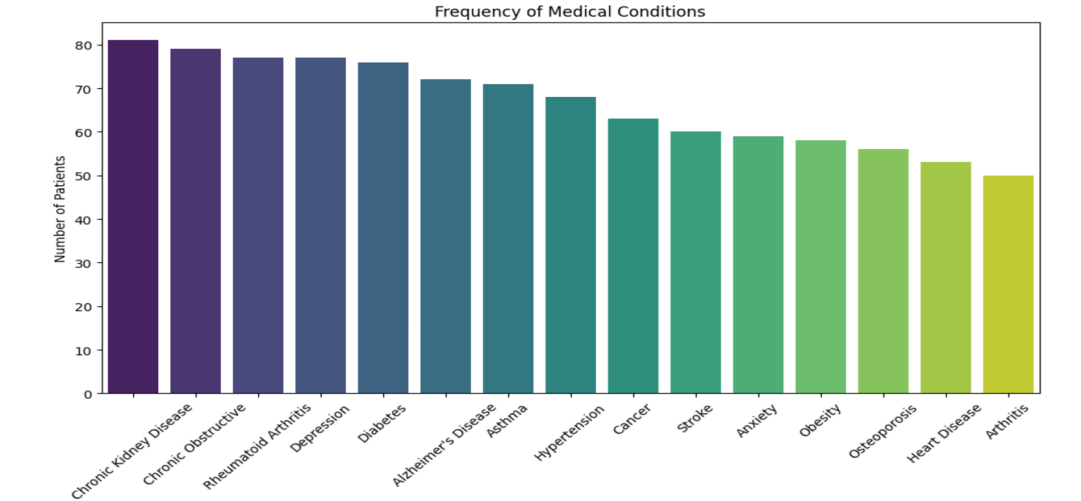 Frequency of Medical Conditions
Number of Patients
80
70
60
50
40
30
20
10
0
Chronic Kidney Disease
Chronic Obstructive
Rheumatoid Arthritis
Depression
Diabetes
Alzheimer's Disease
Asthma
Hypertension
Cancer
Stroke
Anxiety
Obesity
Osteoporosis
Heart Disease
Arthritis